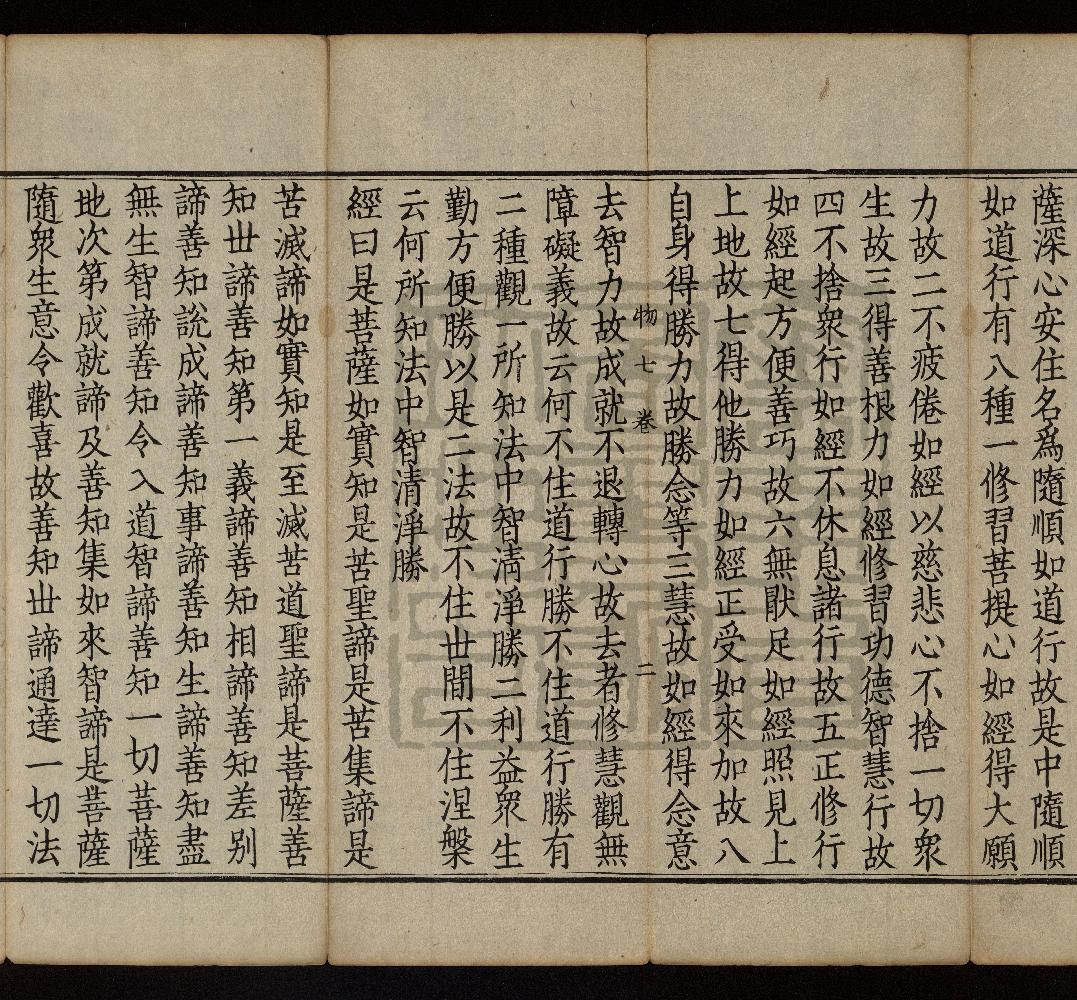 薩深心安住名為隨順如道行故是中隨順
如道行有八種一修習菩提心如經得大願
力故二不疲倦如經以慈悲心不捨一切衆
生故三得善根力如經修習功德智慧行故
四不捨衆行如經不休息諸行故五正修行
如經起方便善巧故六無猒足如經照見上
上地故七得他勝力如經正受如來加故八
自身得勝力故勝念等三慧故如經得念意
物七 卷 二
去智力故成就不退轉心故去者修慧觀無
障礙義故云何不住道行勝不住道行勝有
二種觀一所知法中智清淨勝二利益衆生
勤方便勝以是二法故不住世間不住涅槃
云何所知法中智清淨勝
經曰是菩薩如實知是苦聖諦是苦集諦是
苦滅諦如實知是至滅苦道聖諦是菩薩善
知世諦善知第一義諦善知相諦善知差别
諦善知說成諦善知事諦善知生諦善知盡
無生智諦善知令入道智諦善知一切菩薩
地次第成就諦及善知集如來智諦是菩薩
隨衆生意令歡喜故善知世諦通達一切法